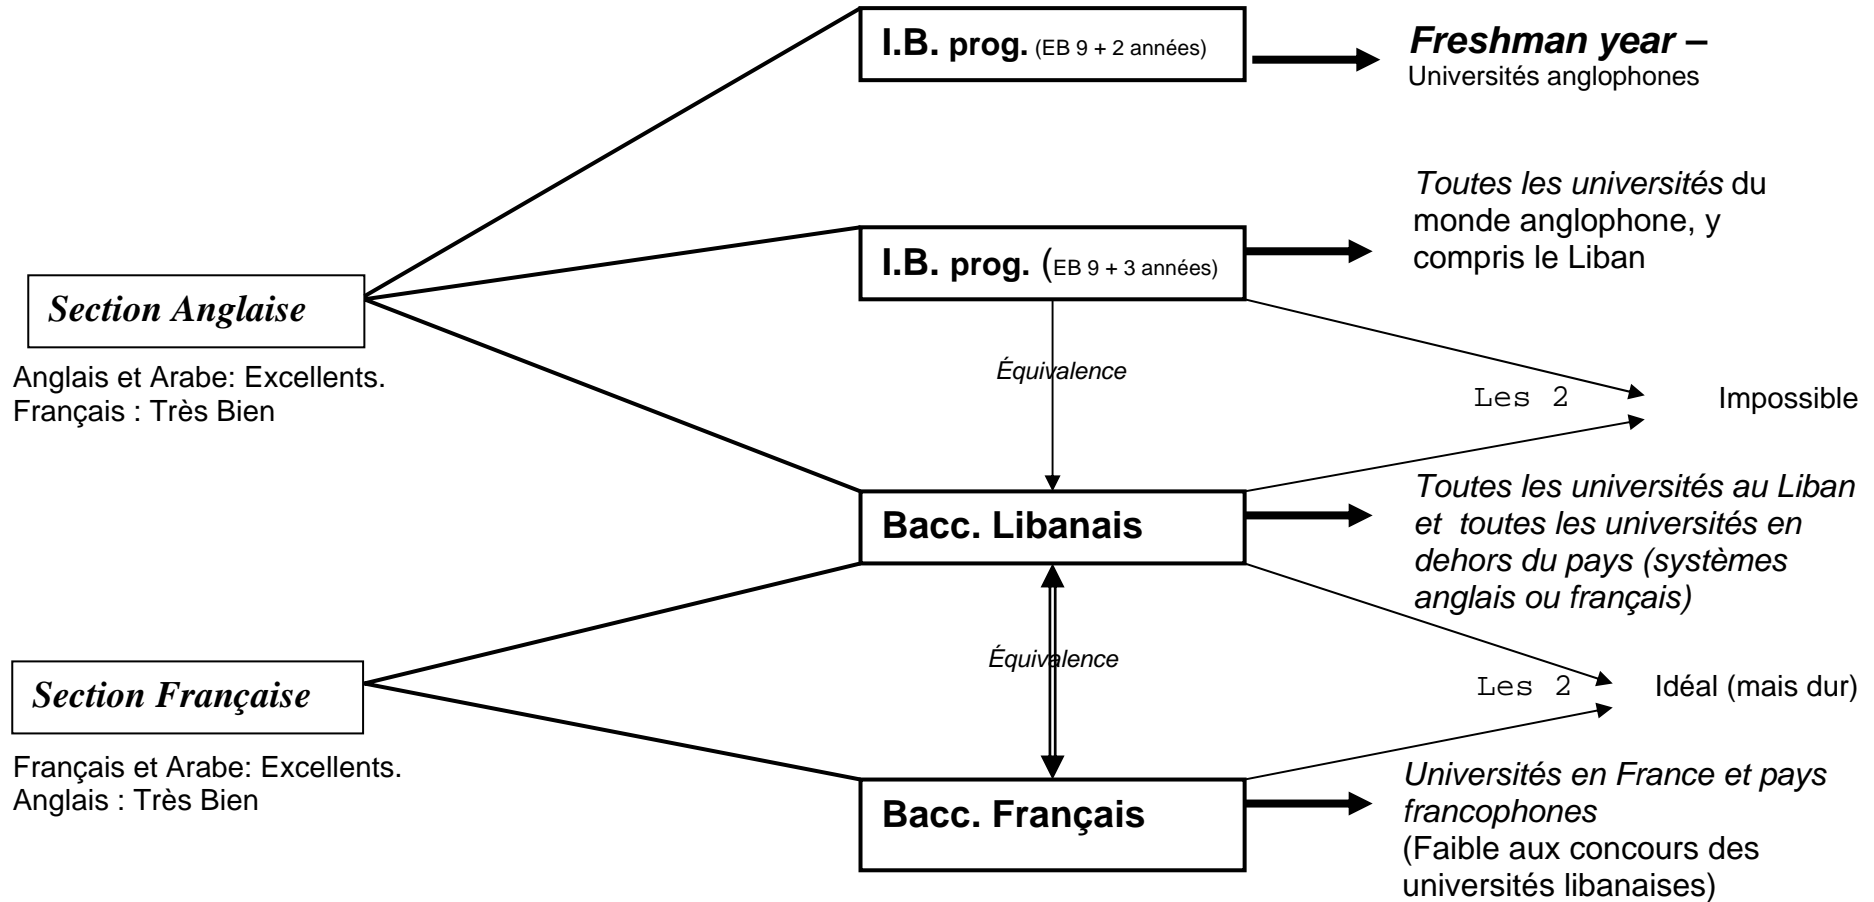 I.B. prog. (EB 9 + 2 années)
Freshman year –
Universités anglophones
Toutes les universités du
monde anglophone, y
compris le Liban
I.B. prog. (EB 9 + 3 années)
Section Anglaise
Anglais et Arabe: Excellents.
Français : Très Bien
Équivalence
Les 2
Impossible
Bacc. Libanais
Toutes les universités au Liban
et toutes les universités en
dehors du pays (systèmes
anglais ou français)
Équivalence
Les 2
Idéal (mais dur)
Section Française
Français et Arabe: Excellents.
Anglais : Très Bien
Bacc. Français
Universités en France et pays
francophones
(Faible aux concours des
universités libanaises)